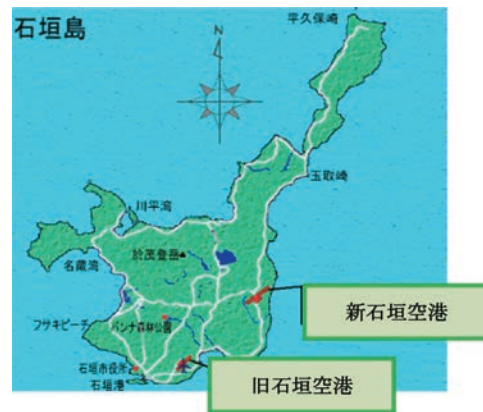 石垣島
平久保崎
N
玉取崎
川平湾
於茂登岳▲
名蔵湾
新石垣空港
フサキビーチ
バンナ森林公園
石垣市役所
石垣港
旧石垣空港